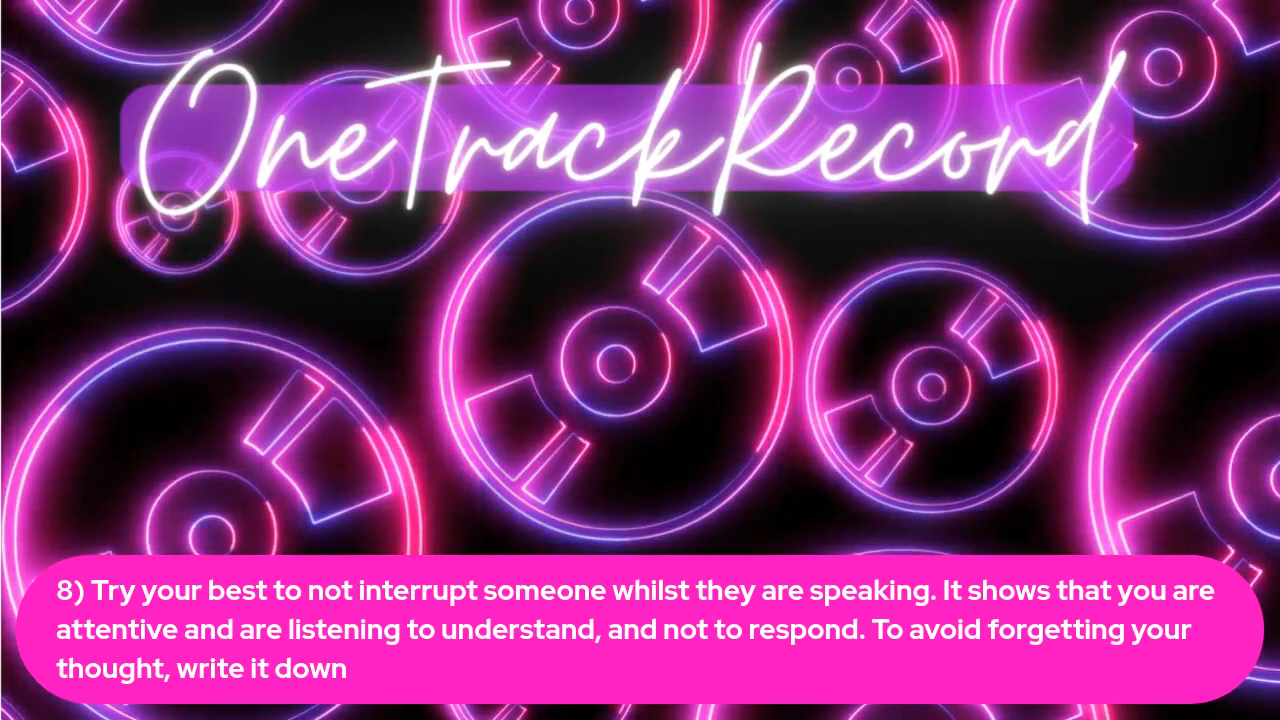 OneTrackRecord
8) Try your best to not interrupt someone whilst they are speaking. It shows that you are
attentive and are listening to understand, and not to respond. To avoid forgetting your
thought, write it down